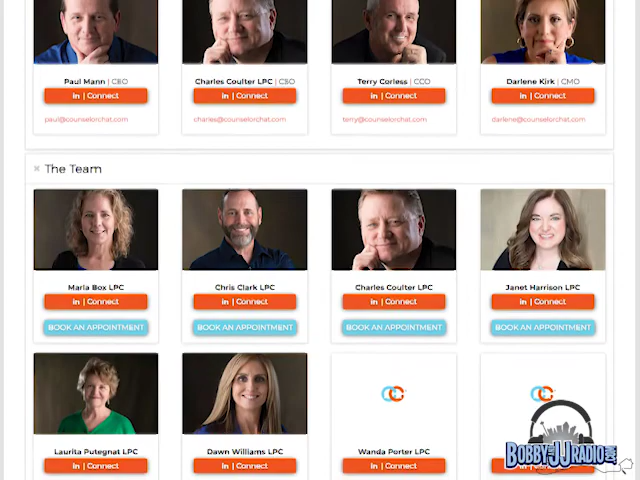 Paul Mann | CEO
Charles Coulter LPC | CSO
Terry Corless | CCO
Darlene Kirk | CMO
in | Connect
in | Connect
in | Connect
in | Connect
paul@counselorchat.com
charles@counselorchat.com
terry@counselorchat.com
darlene@counselorchat.com
The Team
Marla Box LPC
Chris Clark LPC
Charles Coulter LPC
Janet Harrison LPC
in | Connect
in | Connect
in | Connect
in | Connect
BOOK AN APPOINTMENT
BOOK AN APPOINTMENT
BOOK AN APPOINTMENT
BOOK AN APPOINTMENT
Laurita Putegnat LPC
Dawn Williams LPC
Wanda Porter LPC
in | Connect
in | Connect
in | Connect
BOBBY JJ RADIO